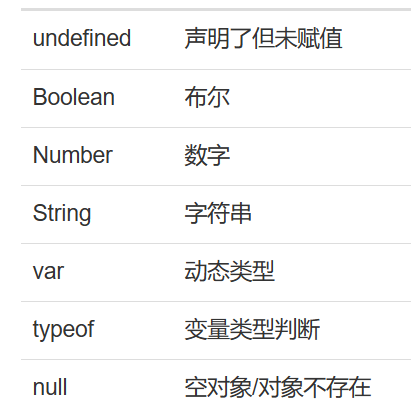 undefined 声明了但未赋值
Boolean 布尔
Number 数字
String 字符串
var 动态类型
typeof 变量类型判断
null 空对象/对象不存在